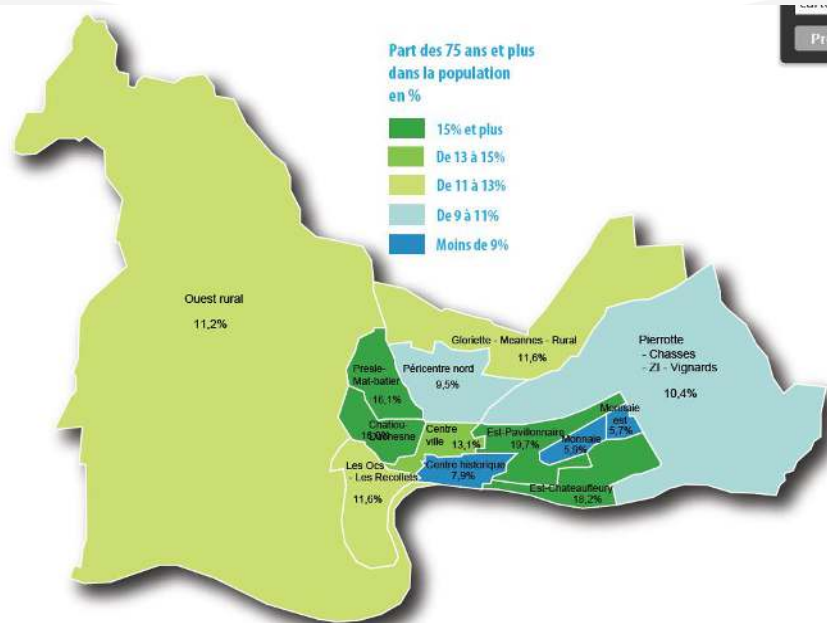 Part des 75 ans et plus
dans la population
en %
15% et plus
De 13 à 15%
De 11 à 13%
De 9 à 11%
Moins de 9%
Ouest rural
11,2%
Gloriette - Meannes - Rural
11,6%
Pierrotte
- Chasses
- ZI - Vignards
10,4%
Presle-
Mat-batier
16,1%
Péricentre nord
9,5%
Centre
ville
13,1%
Est-Pavillonnaire
19,7%
Monnaie
5,9%
Monnaie
est
5,7%
Les Ocs
- Les Recollets
11,6%
Centre historique
7,9%
Est-Chateaufleury
18,2%